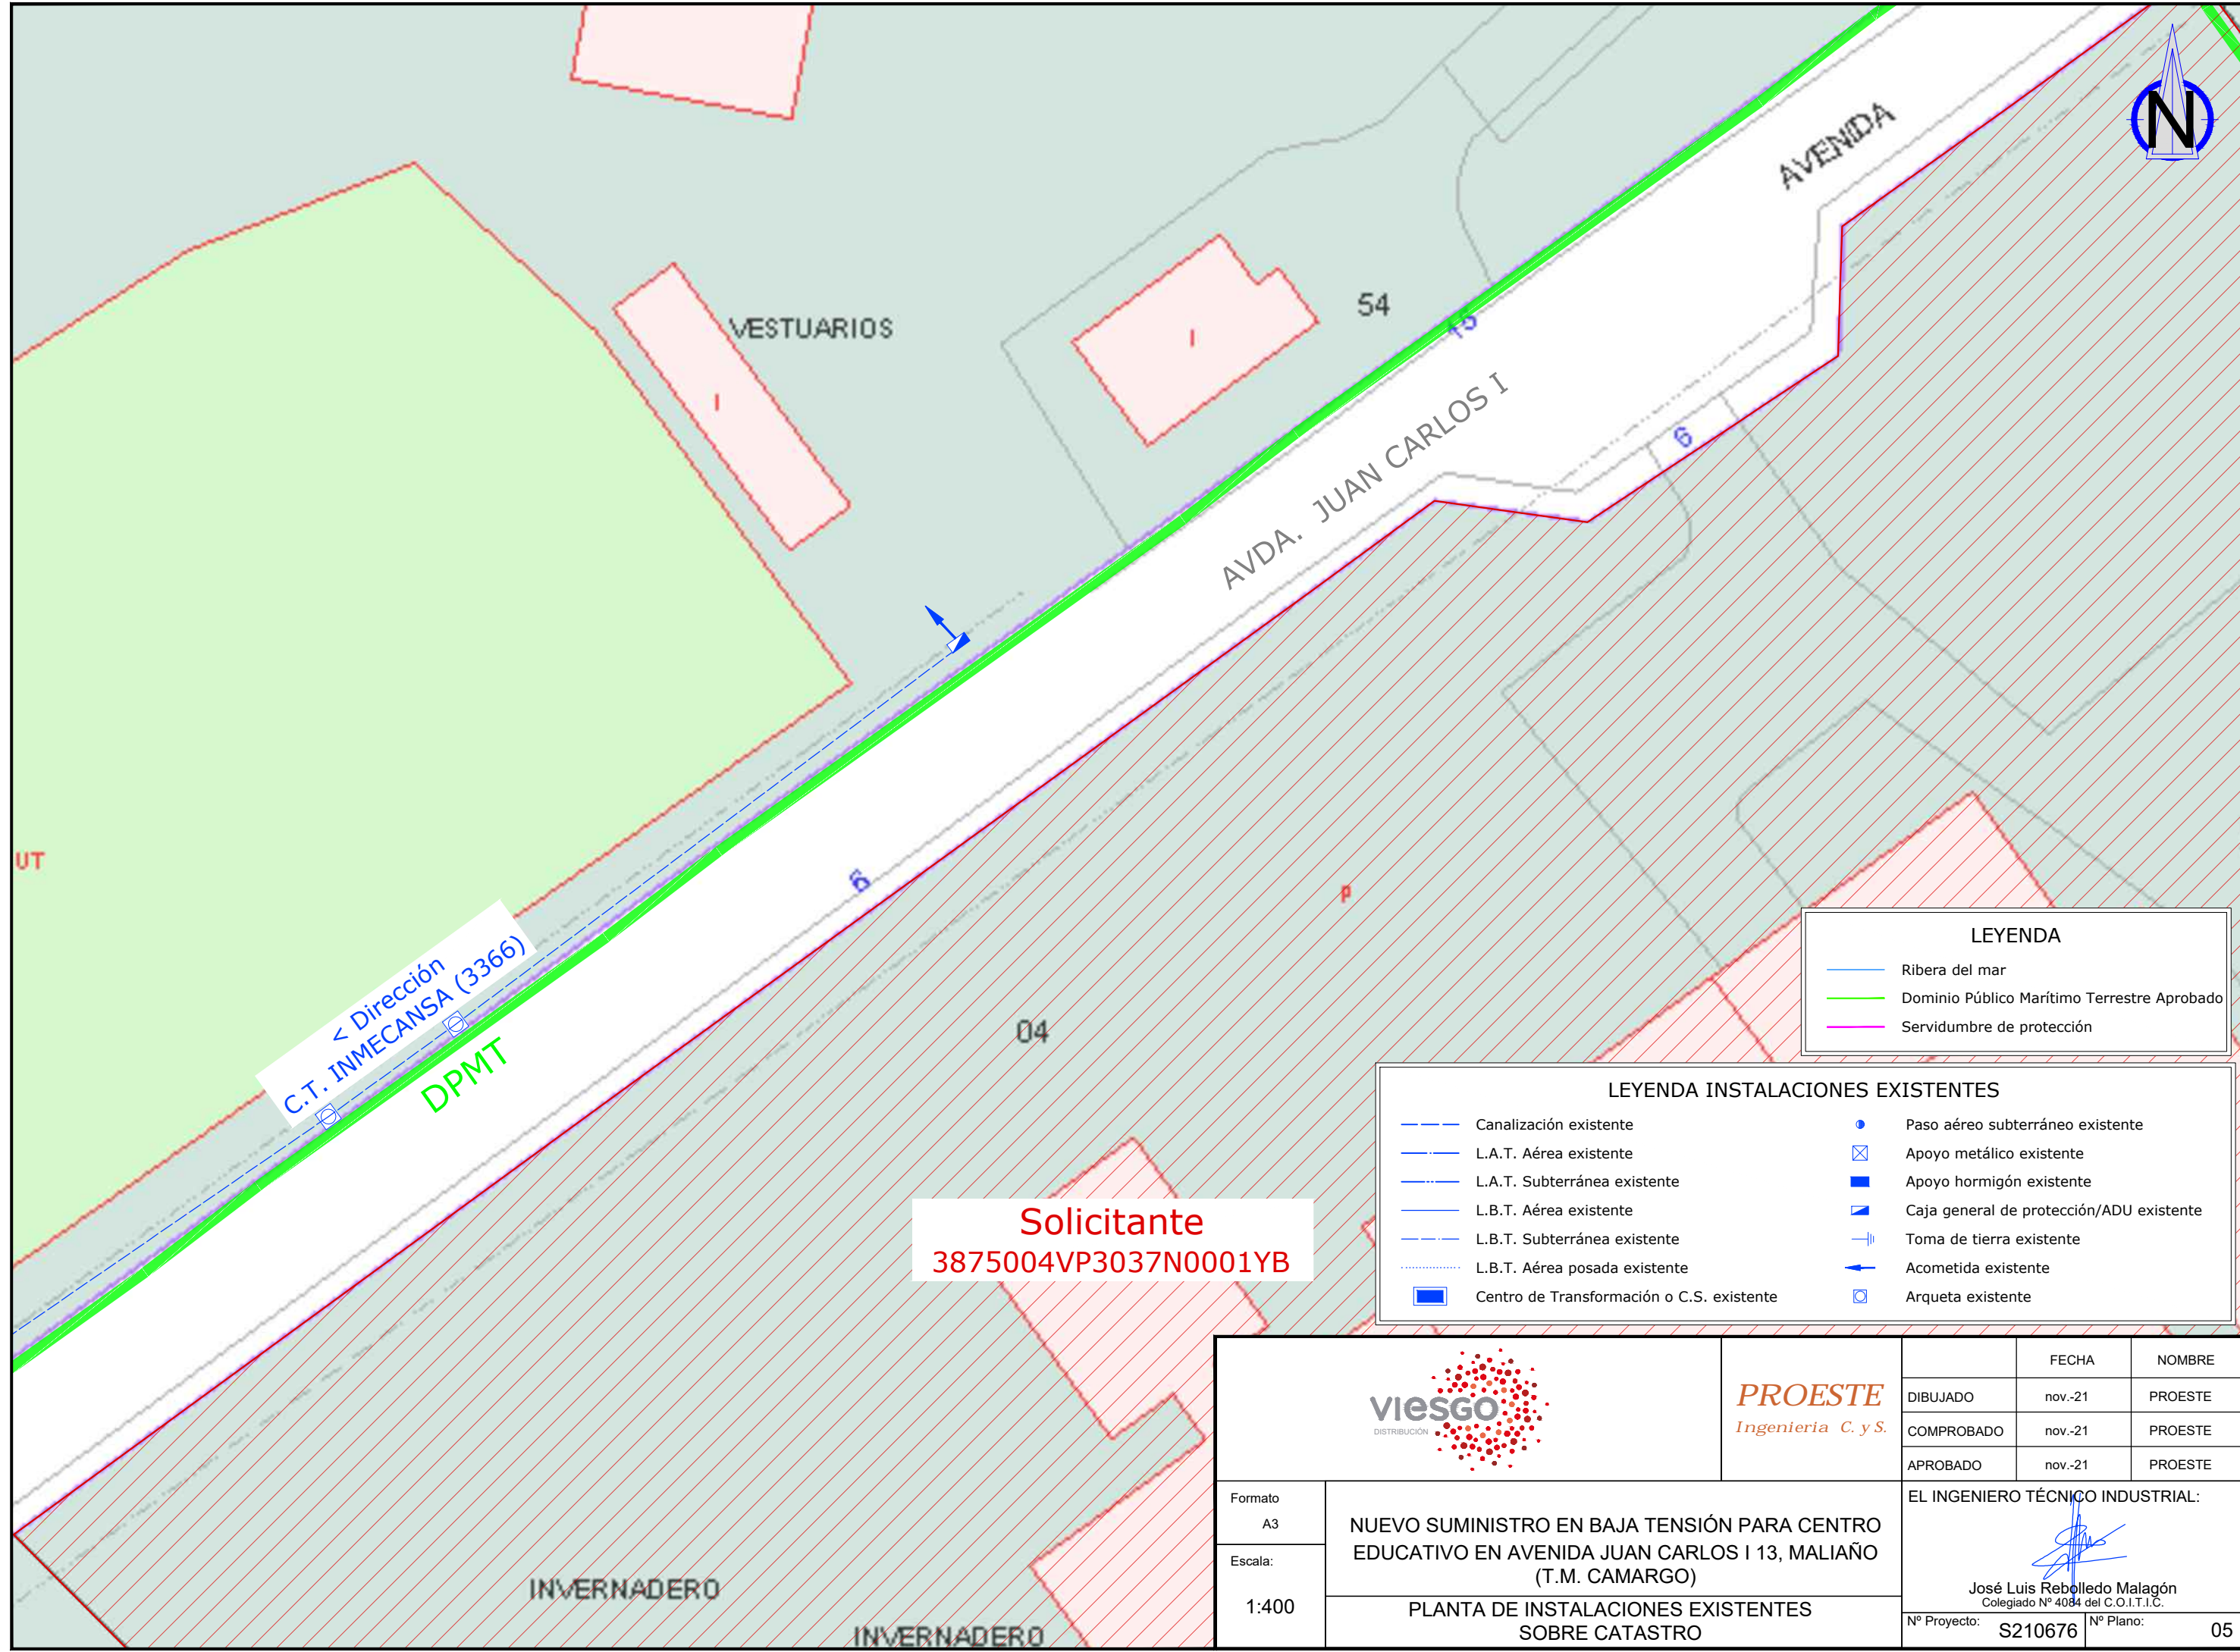 N
AVENIDA
54
15
VESTUARIOS
I
I
AVDA. JUAN CARLOS I
6
UT
6
P
< Dirección
C.T. INMECANSA (3366)
DPMT
04
Solicitante
3875004VP3037N0001YB
INVERNADERO
INVERNADERO
LEYENDA
Ribera del mar
Dominio Público Marítimo Terrestre Aprobado
Servidumbre de protección
LEYENDA INSTALACIONES EXISTENTES
Canalización existente
L.A.T. Aérea existente
L.A.T. Subterránea existente
L.B.T. Aérea existente
L.B.T. Subterránea existente
L.B.T. Aérea posada existente
Centro de Transformación o C.S. existente
Paso aéreo subterráneo existente
Apoyo metálico existente
Apoyo hormigón existente
Caja general de protección/ADU existente
Toma de tierra existente
Acometida existente
Arqueta existente
viesgo
DISTRIBUCIÓN
PROESTE
Ingenieria C. y S.
FECHA NOMBRE
DIBUJADO nov.-21 PROESTE
COMPROBADO nov.-21 PROESTE
APROBADO nov.-21 PROESTE
Formato
A3
Escala:
1:400
NUEVO SUMINISTRO EN BAJA TENSIÓN PARA CENTRO
EDUCATIVO EN AVENIDA JUAN CARLOS I 13, MALIAÑO
(T.M. CAMARGO)
PLANTA DE INSTALACIONES EXISTENTES
SOBRE CATASTRO
EL INGENIERO TÉCNICO INDUSTRIAL:
José Luis Rebolledo Malagón
Colegiado Nº 4084 del C.O.I.T.I.C.
Nº Proyecto: S210676 Nº Plano: 05